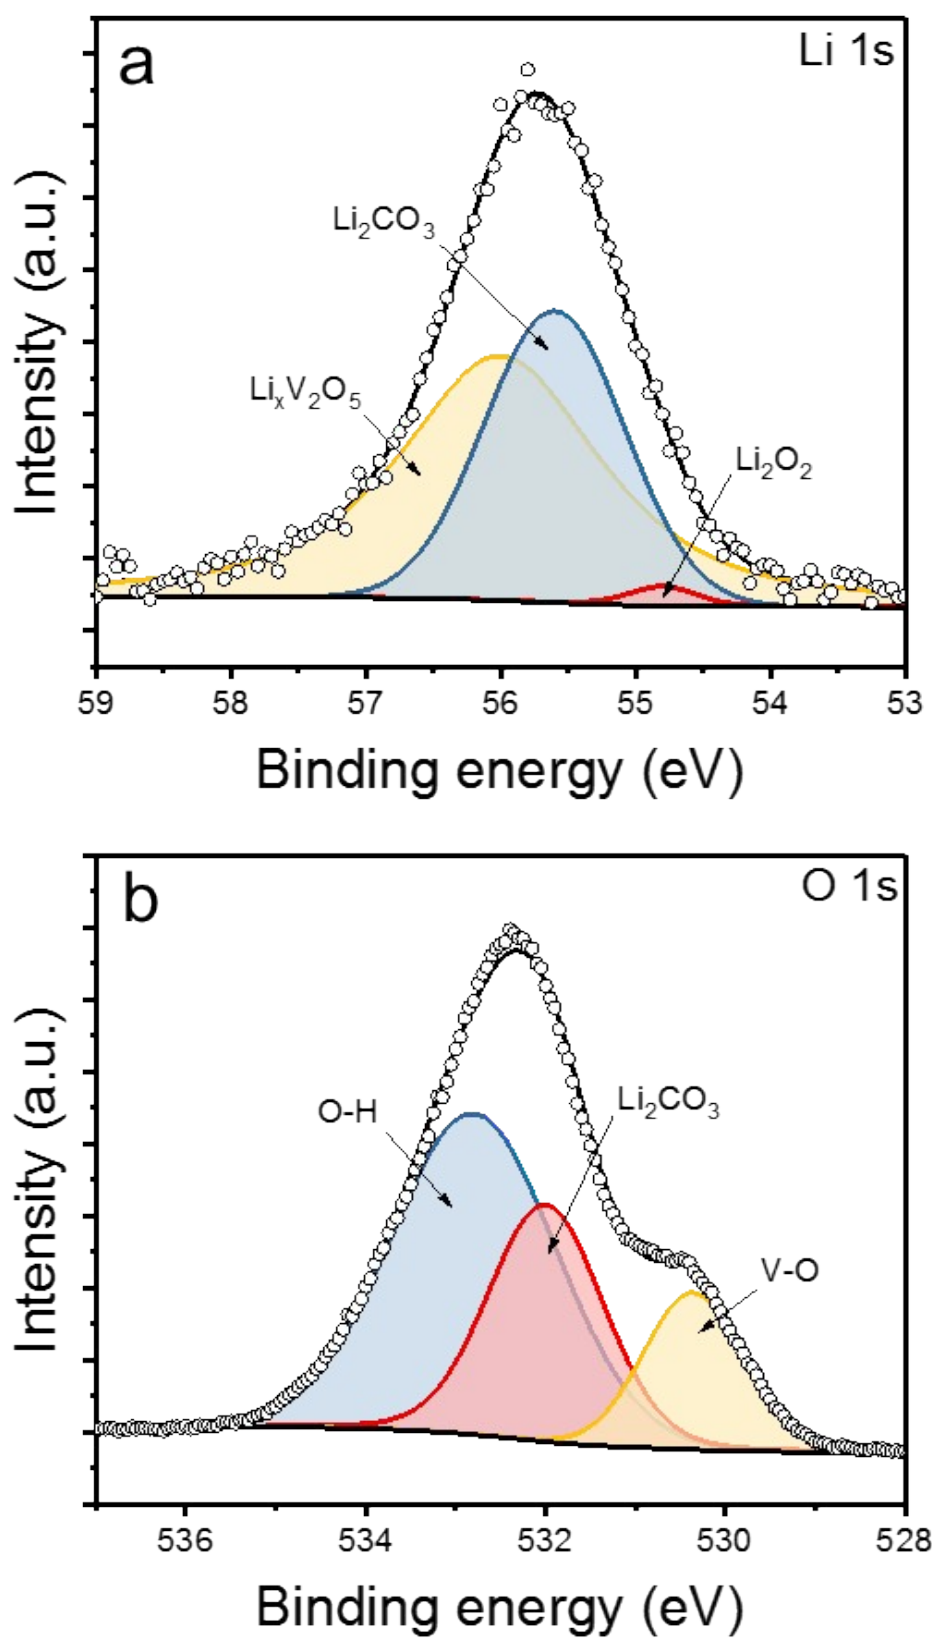 a
Li 1s
Li₂CO₃
LiₓV₂O₅
Li₂O₂
Intensity (a.u.)
59 58 57 56 55 54 53
Binding energy (eV)
b
O 1s
O-H
Li₂CO₃
V-O
Intensity (a.u.)
536 534 532 530 528
Binding energy (eV)